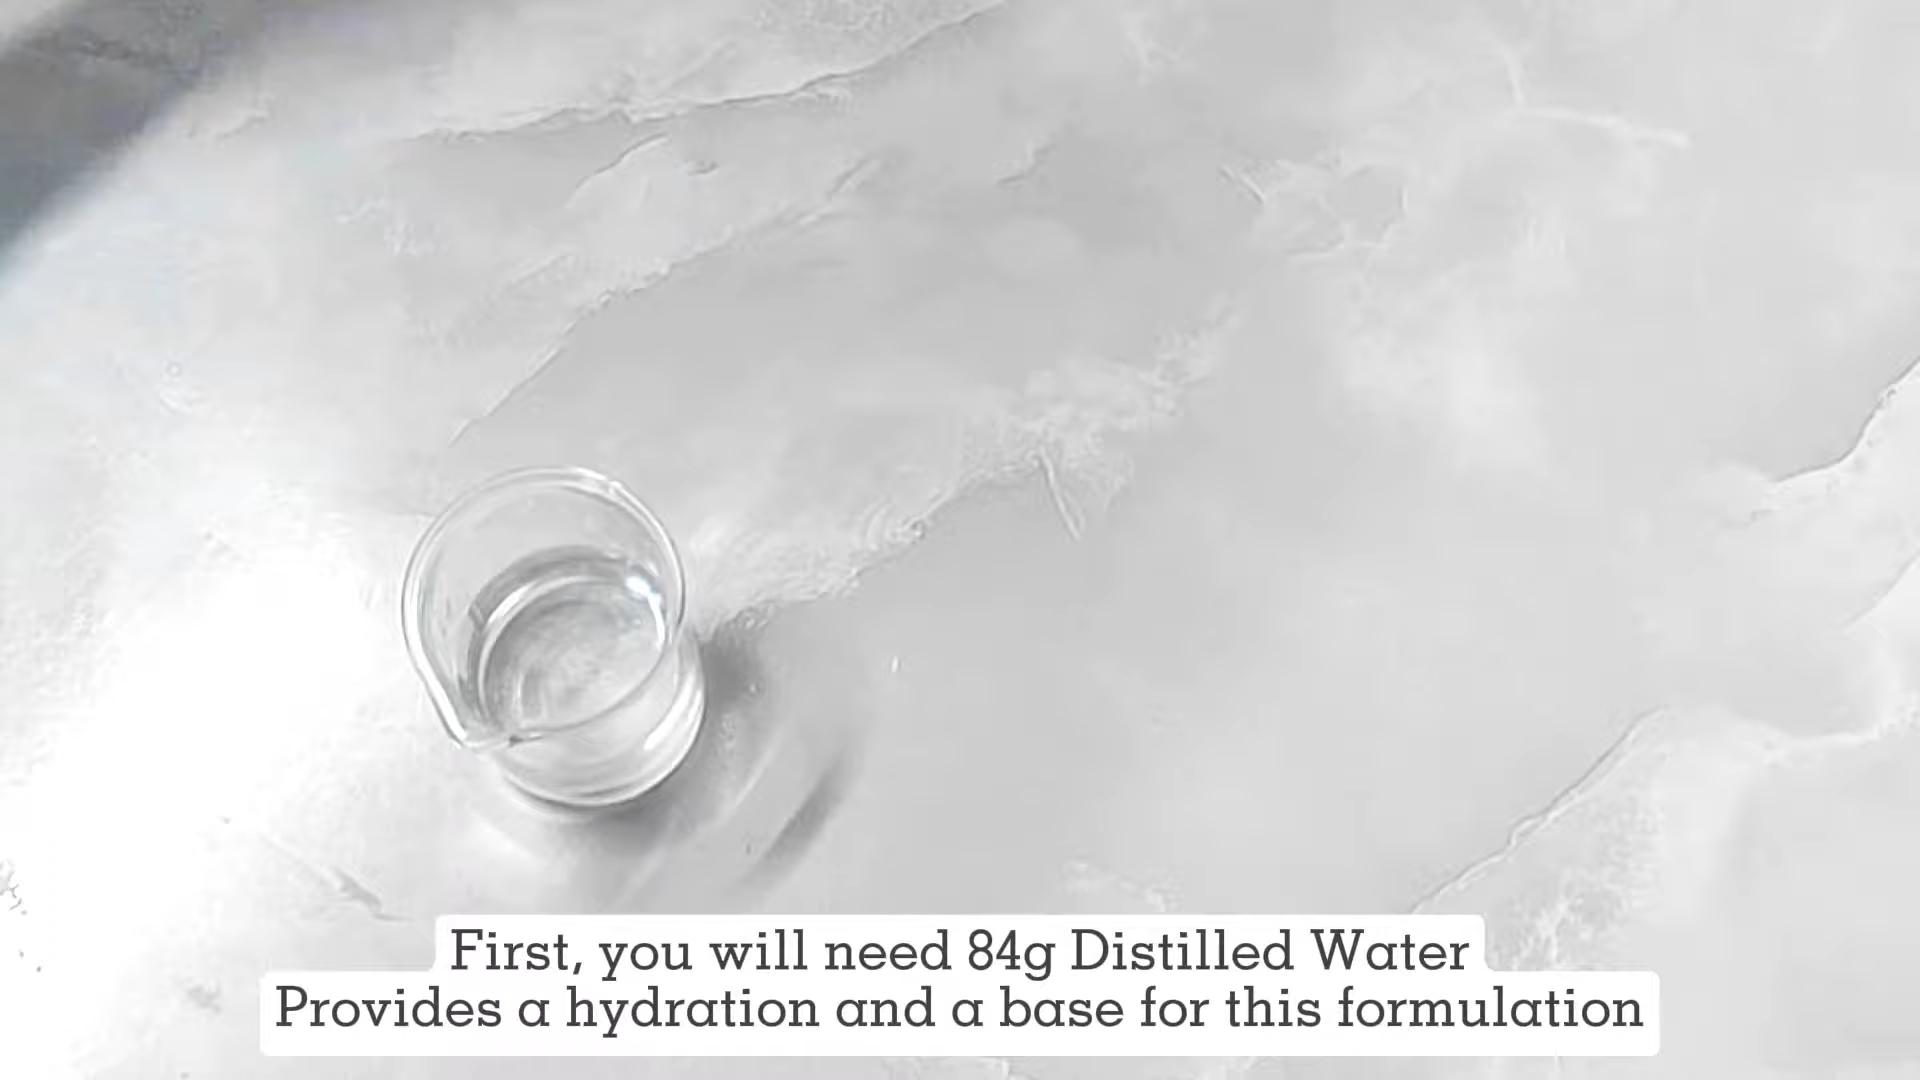 First, you will need 84g Distilled Water
Provides a hydration and a base for this formulation